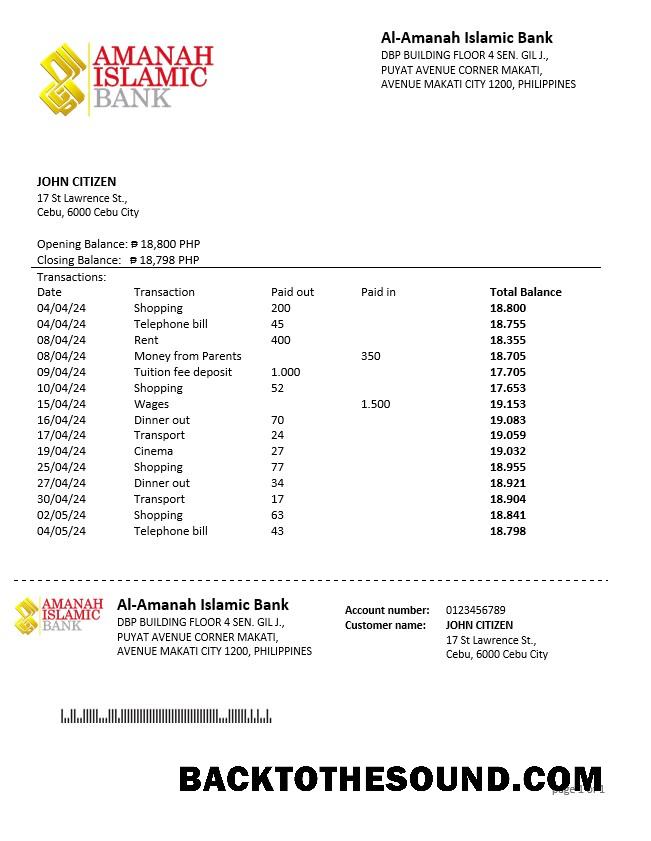 AMANAH
ISLAMIC
BANK
Al-Amanah Islamic Bank
DBP BUILDING FLOOR 4 SEN. GIL J.,
PUYAT AVENUE CORNER MAKATI,
AVENUE MAKATI CITY 1200, PHILIPPINES
JOHN CITIZEN
17 St Lawrence St.,
Cebu, 6000 Cebu City
Opening Balance: ₱ 18,800 PHP
Closing Balance: ₱ 18,798 PHP
Transactions:
Date Transaction Paid out Paid in Total Balance
04/04/24 Shopping 200 18.800
04/04/24 Telephone bill 45 18.755
08/04/24 Rent 400 18.355
08/04/24 Money from Parents 350 18.705
09/04/24 Tuition fee deposit 1.000 17.705
10/04/24 Shopping 52 17.653
15/04/24 Wages 1.500 19.153
16/04/24 Dinner out 70 19.083
17/04/24 Transport 24 19.059
19/04/24 Cinema 27 19.032
25/04/24 Shopping 77 18.955
27/04/24 Dinner out 34 18.921
30/04/24 Transport 17 18.904
02/05/24 Shopping 63 18.841
04/05/24 Telephone bill 43 18.798
AMANAH
ISLAMIC
BANK
Al-Amanah Islamic Bank
DBP BUILDING FLOOR 4 SEN. GIL J.,
PUYAT AVENUE CORNER MAKATI,
AVENUE MAKATI CITY 1200, PHILIPPINES
Account number: 0123456789
Customer name: JOHN CITIZEN
17 St Lawrence St.,
Cebu, 6000 Cebu City
BACKTOTHESOUND.COM
page 1 of 1